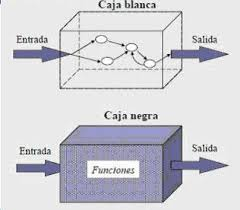 Caja blanca
Entrada
Salida
Caja negra
Entrada
Salida
Funciones